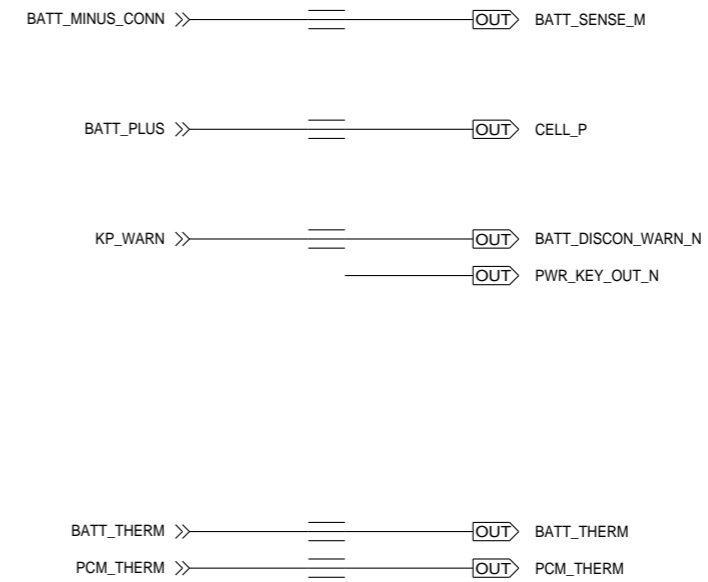 BATT_MINUS_CONN OUT BATT_SENSE_M
BATT_PLUS OUT CELL_P
KP_WARN OUT BATT_DISCON_WARN_N
OUT PWR_KEY_OUT_N
BATT_THERM OUT BATT_THERM
PCM_THERM OUT PCM_THERM